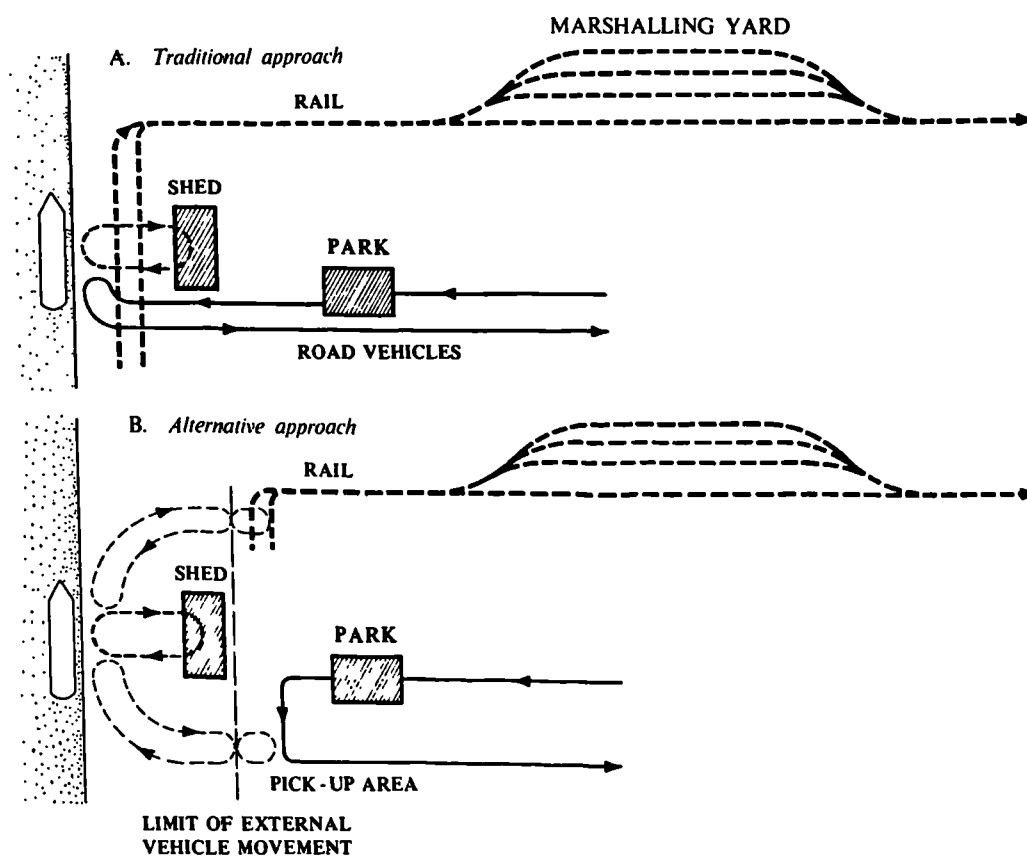 MARSHALLING YARD
A. Traditional approach
RAIL
SHED
PARK
ROAD VEHICLES
B. Alternative approach
RAIL
SHED
PARK
PICK-UP AREA
LIMIT OF EXTERNAL
VEHICLE MOVEMENT